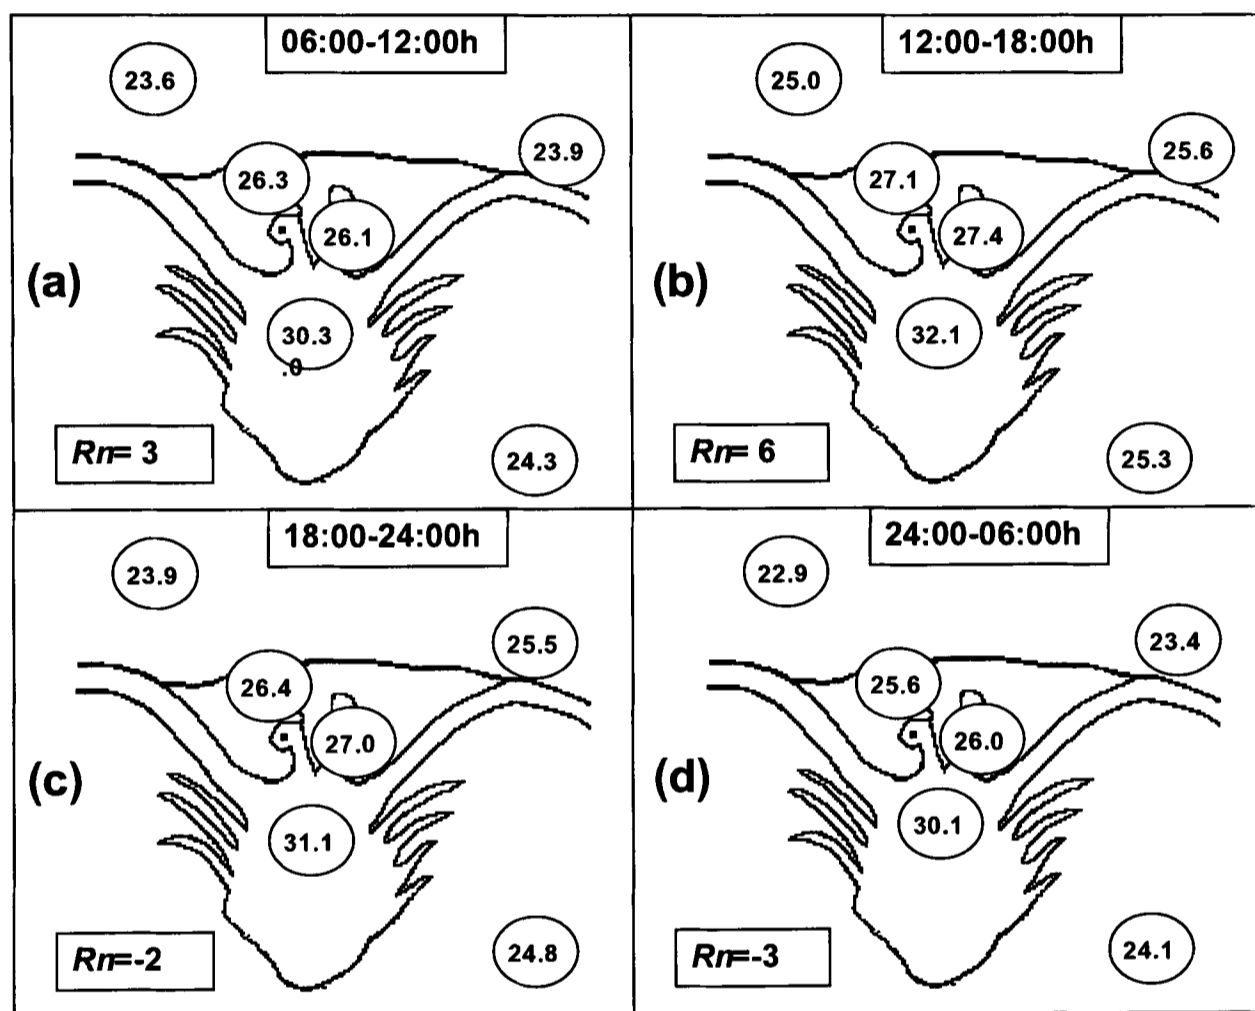 06:00-12:00h
23.6
23.9
26.3
26.1
(a)
30.3
.0
Rn= 3
24.3
12:00-18:00h
25.0
25.6
27.1
27.4
(b)
32.1
Rn= 6
25.3
18:00-24:00h
23.9
25.5
26.4
27.0
(c)
31.1
Rn=-2
24.8
24:00-06:00h
22.9
23.4
25.6
26.0
(d)
30.1
Rn=-3
24.1